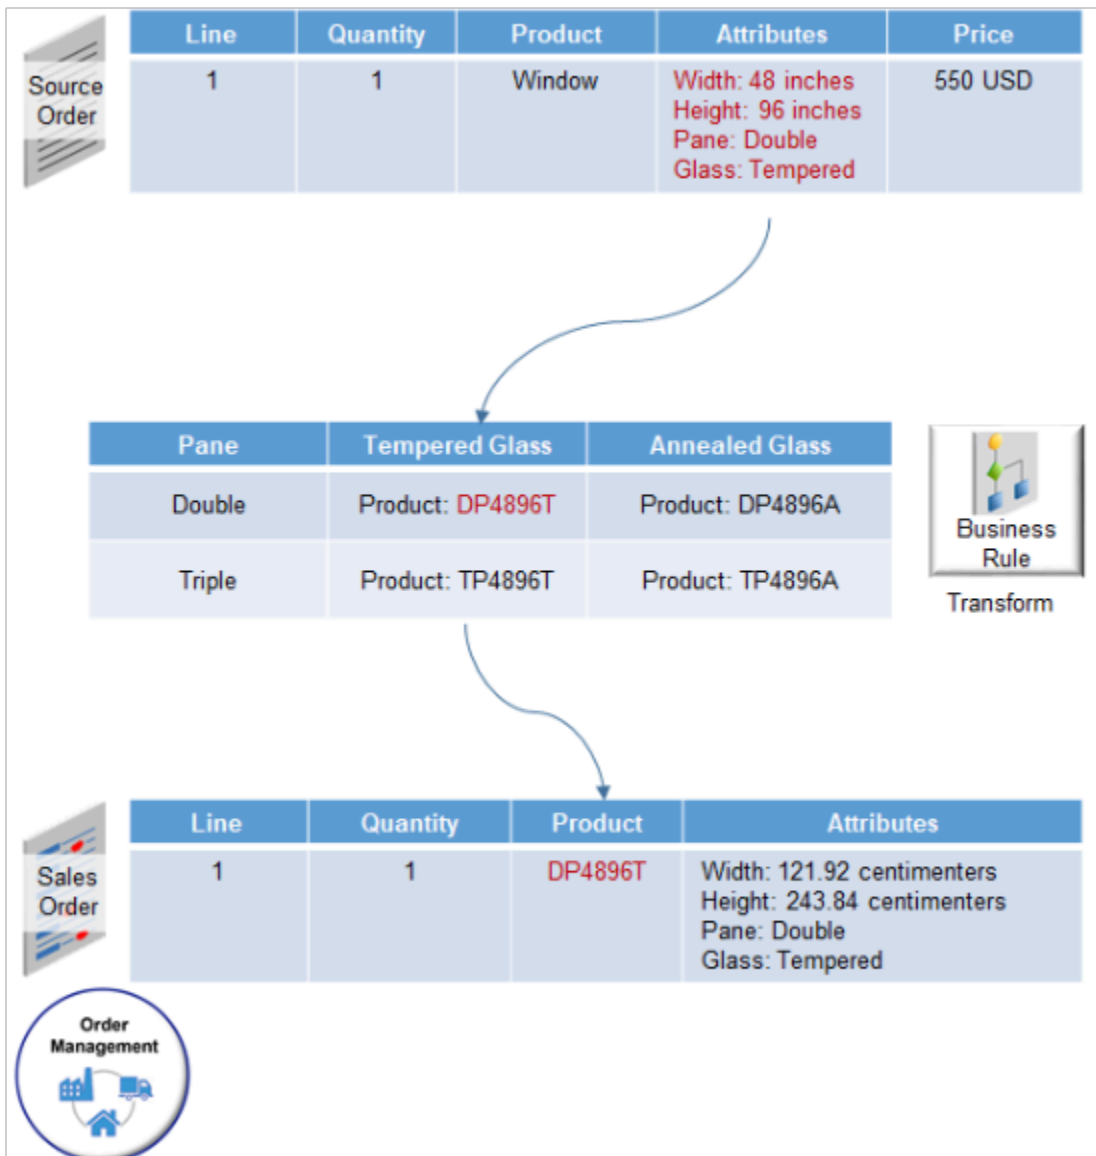 Line Quantity Product Attributes Price
Source Order
1 1 Window Width: 48 inches 550 USD
Height: 96 inches
Pane: Double
Glass: Tempered
Pane Tempered Glass Annealed Glass
Double Product: DP4896T Product: DP4896A
Triple Product: TP4896T Product: TP4896A
Business
Rule
Transform
Line Quantity Product Attributes
Sales
Order
1 1 DP4896T Width: 121.92 centimenters
Height: 243.84 centimenters
Pane: Double
Glass: Tempered
Order
Management